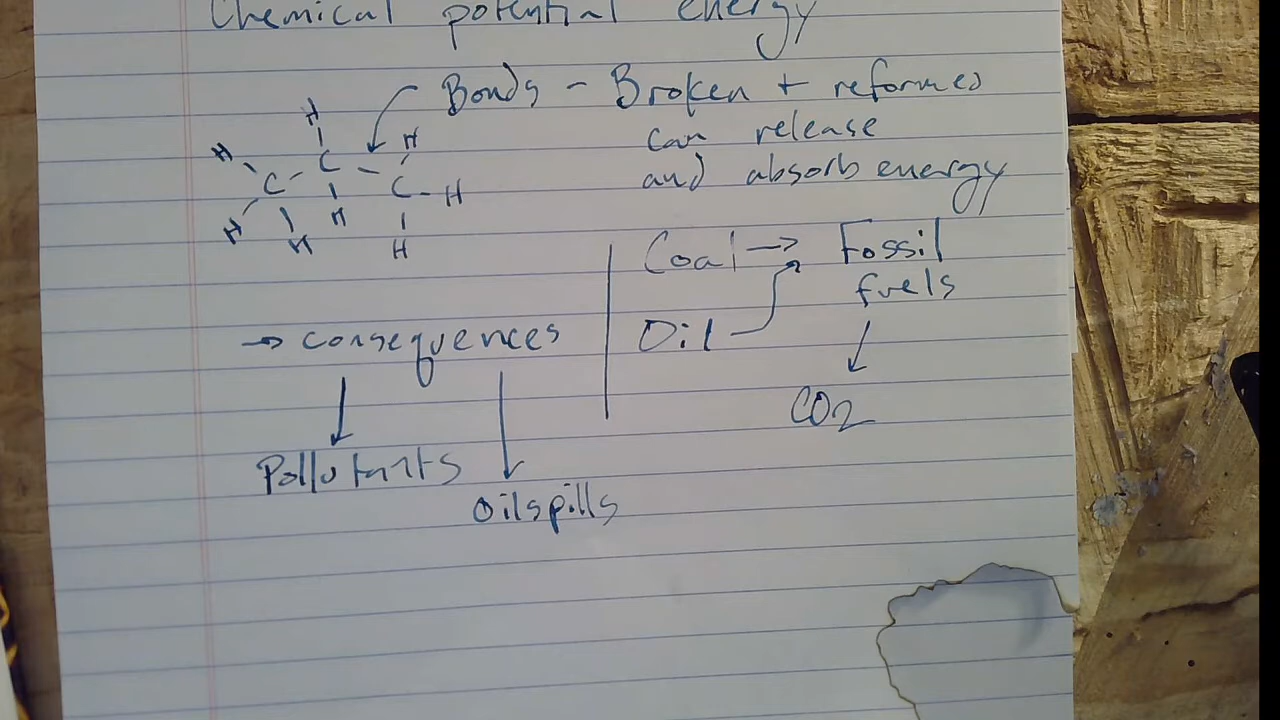 Chemical potential energy
Bonds - Broken + reformed
can release
and absorb energy
H
H H
C
C C - H
H
H H H
Coal → Fossil
fuels
→ consequences
Oil
CO2
Pollutants
Oilspills